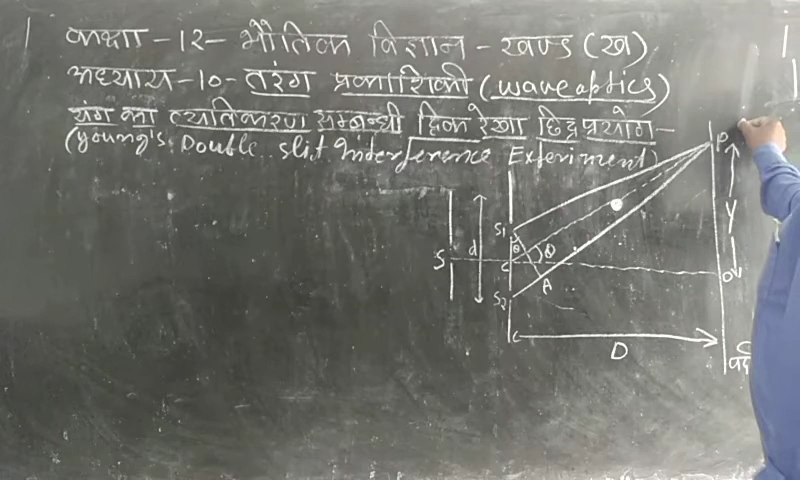 कक्षा - 12 - भौतिक विज्ञान - खण्ड (ख)
अध्याय - 10 - तरंग प्रकाशिकी (wave optics)
यंग का व्यतिकरण सम्बन्धी द्विक रेखा छिद्र प्रयोग -
(young's Double slit Interference Experiment)
P
S1
d
θ θ
Y
S
C
O
A
S2
D